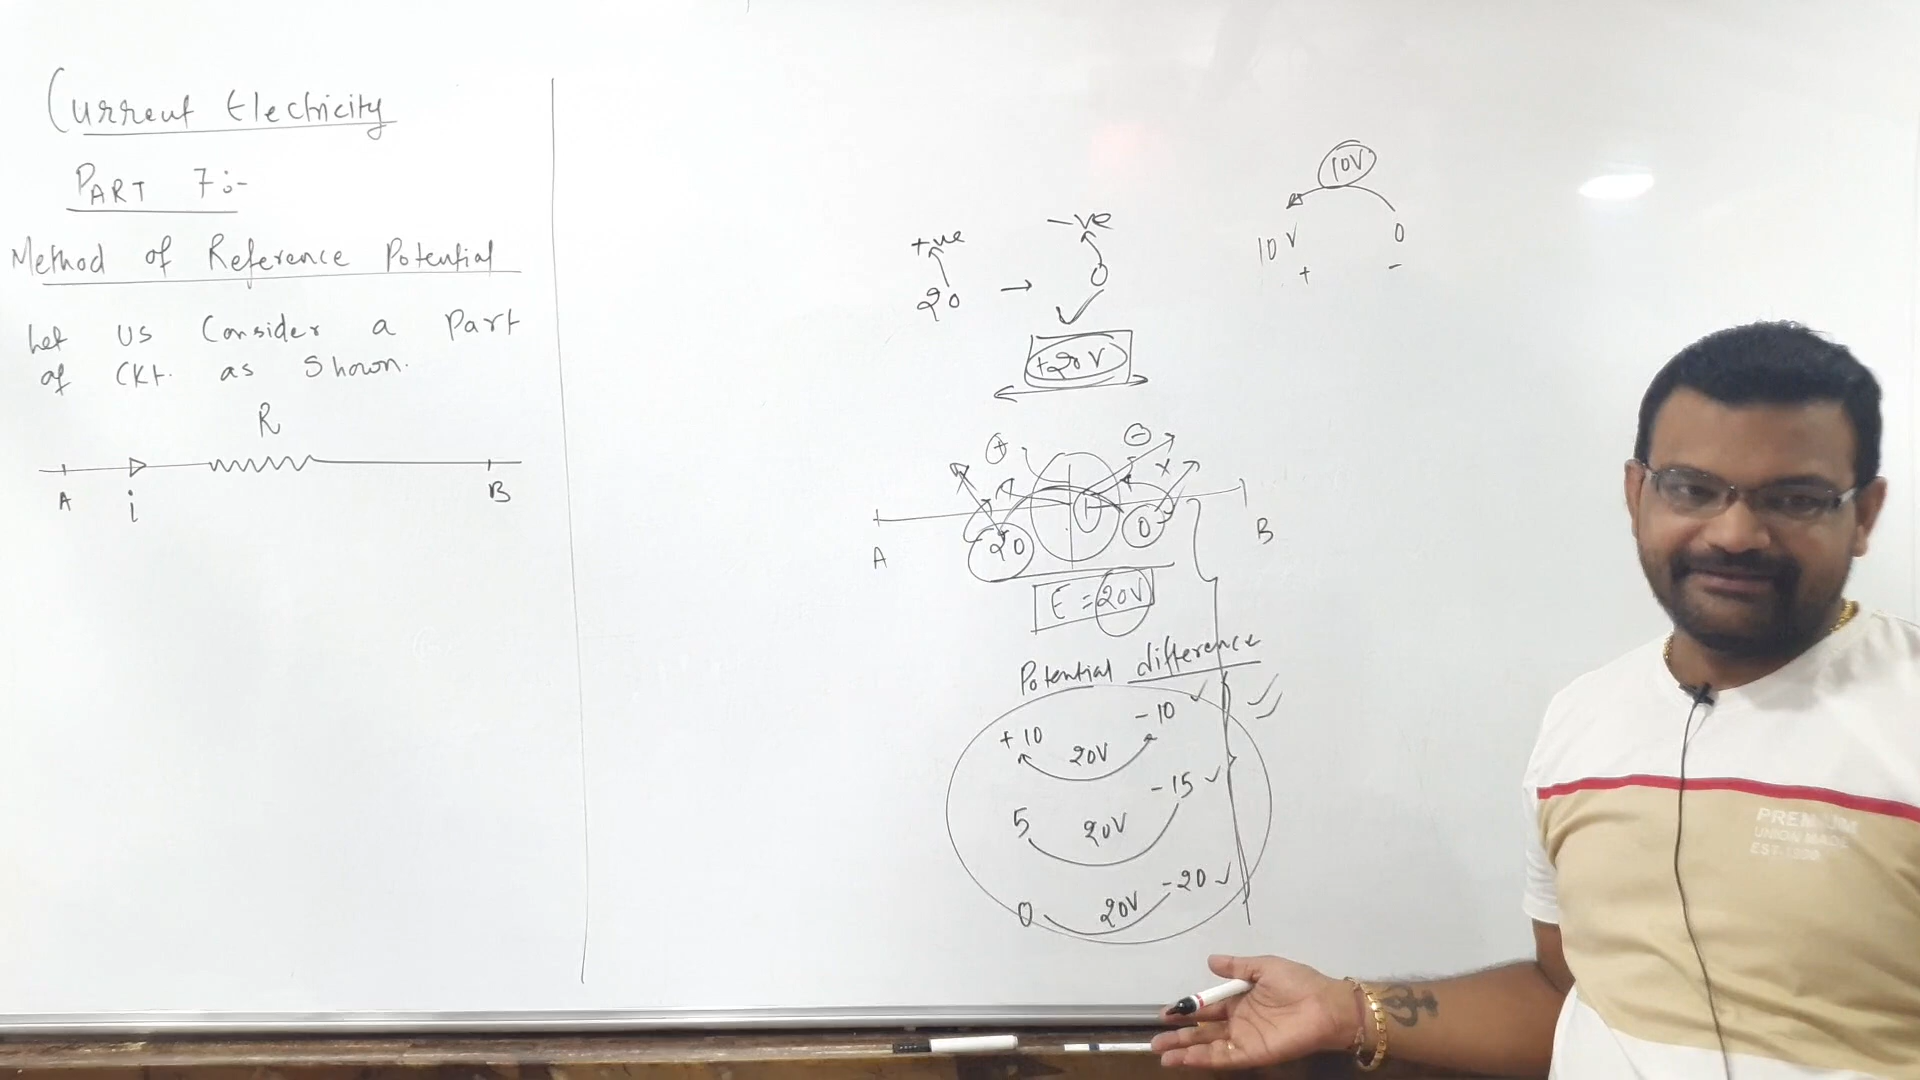 Current Electricity
PART 7:-
Method of Reference Potential
Let us Consider a part
of CKt. as Shown.
R
A
i
B
10V
10 V
0
+
-
+ve
-ve
20 → 0
+20V
+
-
x
A
20
0
B
E = 20V
Potential difference
+10 20V -10 ✓
5 20V -15 ✓
0 20V -20 ✓
PREMIUM
UNION MADE